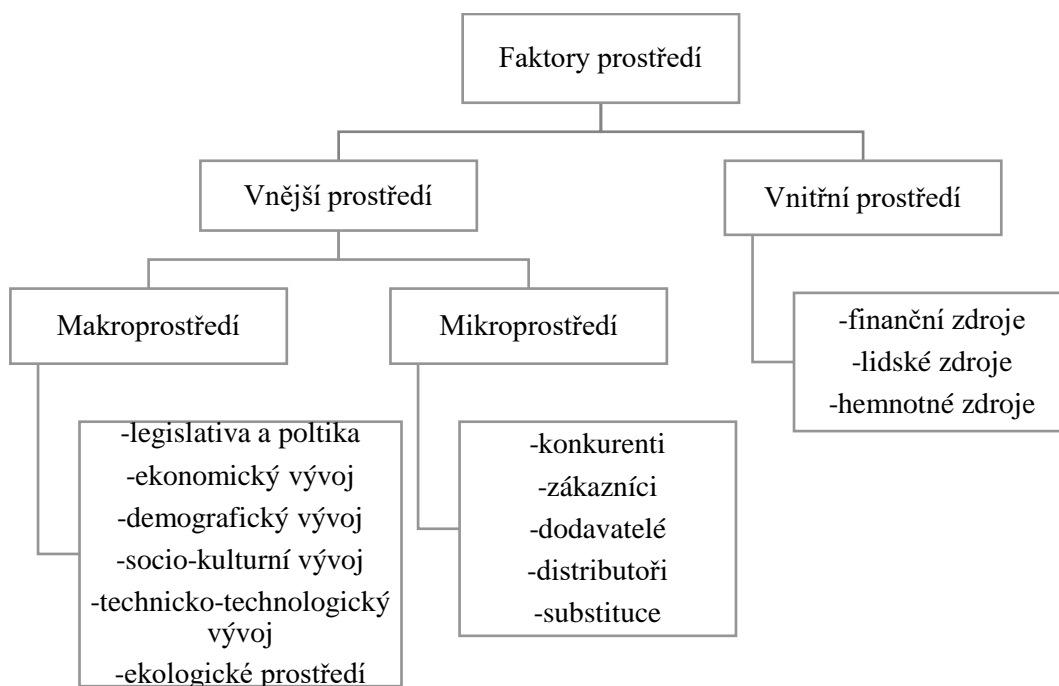 Faktory prostředí
Vnější prostředí
Vnitřní prostředí
Makroprostředí
Mikroprostředí
-finanční zdroje
-lidské zdroje
-hemnotné zdroje
-legislativa a poltika
-ekonomický vývoj
-demografický vývoj
-socio-kulturní vývoj
-technicko-technologický
vývoj
-ekologické prostředí
-konkurenti
-zákazníci
-dodavatelé
-distributoři
-substituce